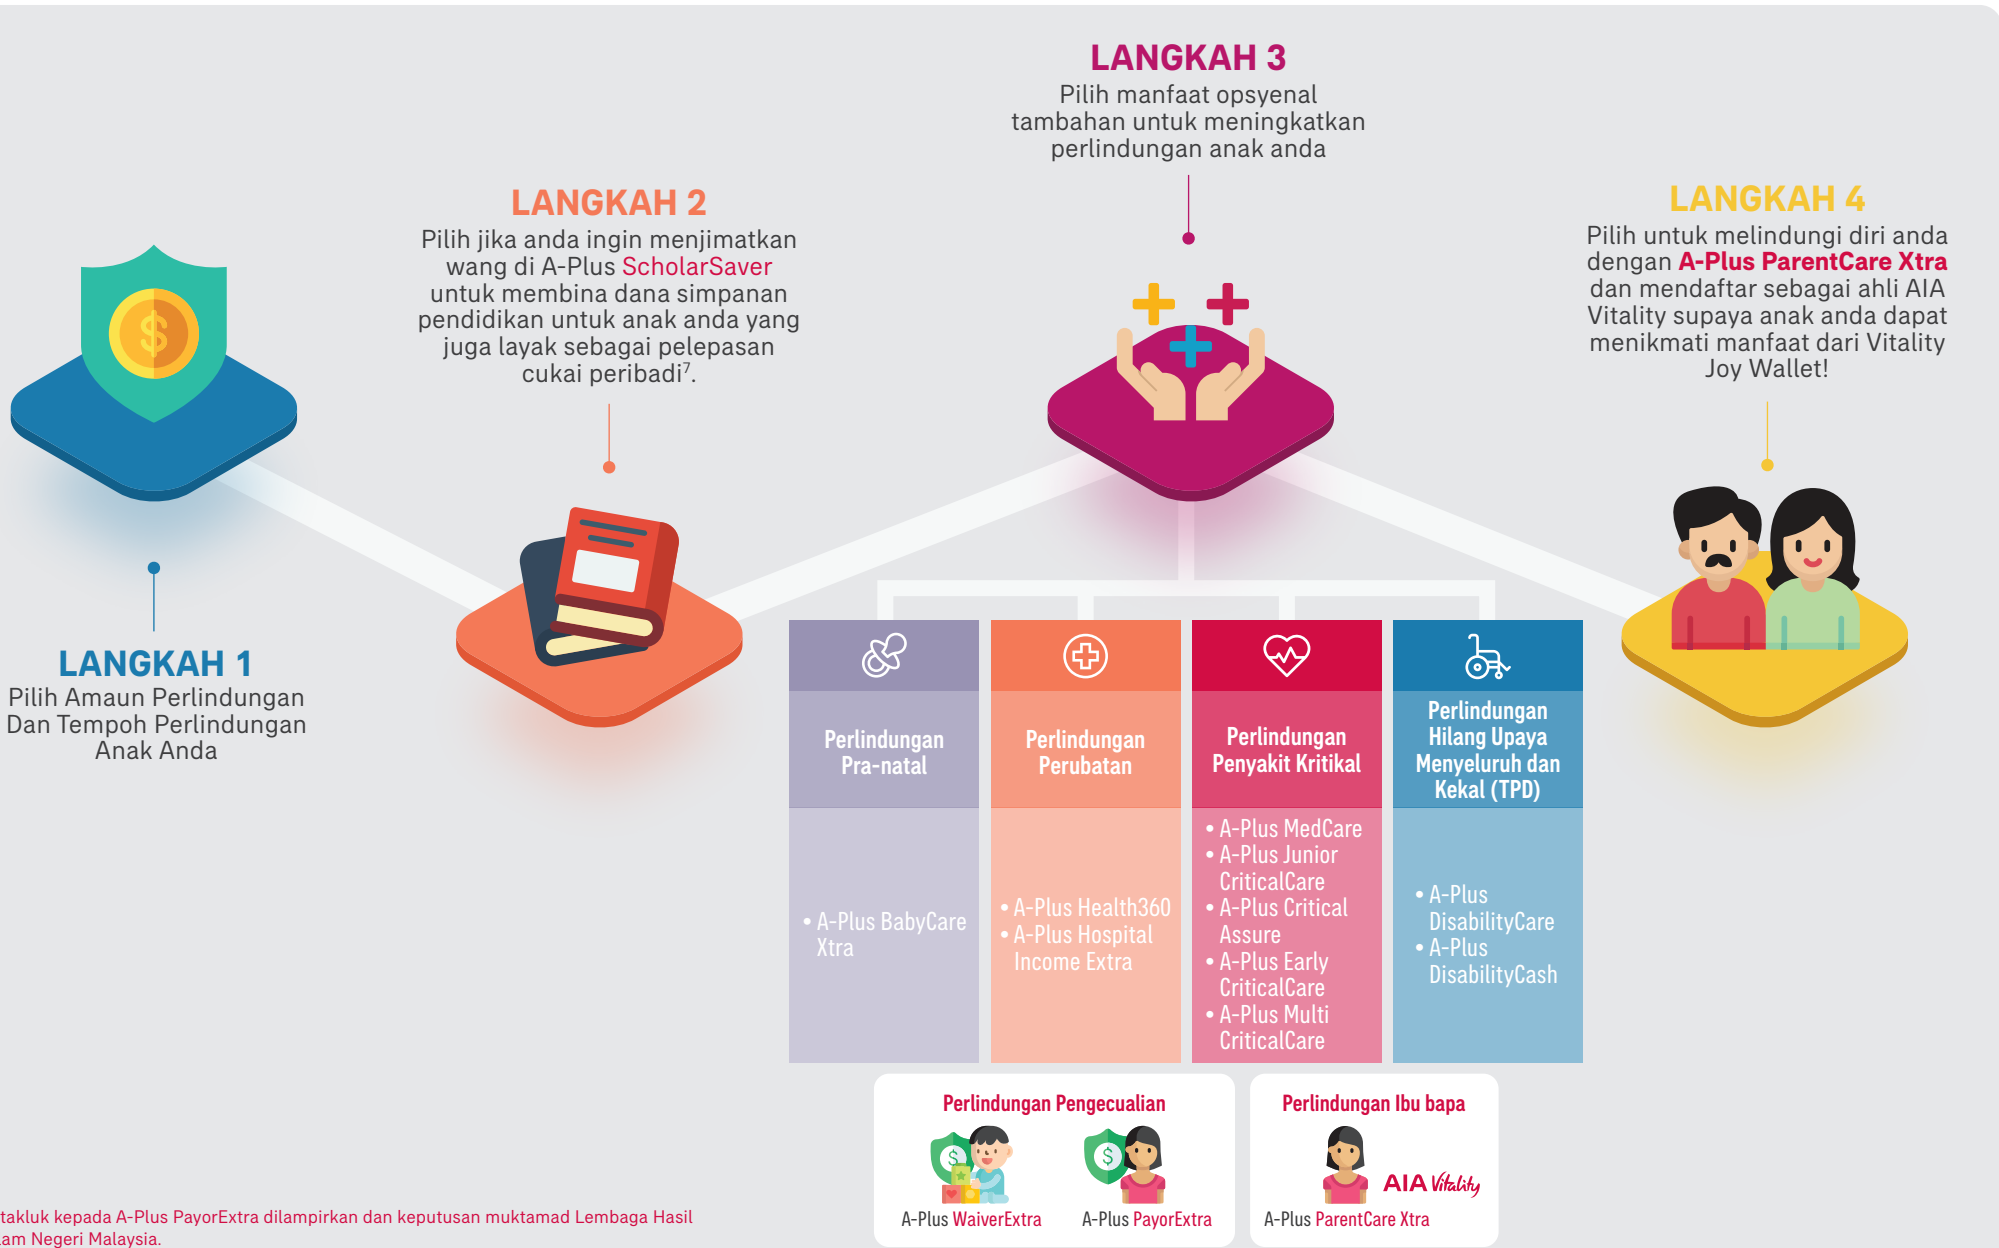 LANGKAH 1
Pilih Amaun Perlindungan
Dan Tempoh Perlindungan
Anak Anda
LANGKAH 2
Pilih jika anda ingin menjimatkan
wang di A-Plus ScholarSaver
untuk membina dana simpanan
pendidikan untuk anak anda yang
juga layak sebagai pelepasan
cukai peribadi⁷.
LANGKAH 3
Pilih manfaat opsyenal
tambahan untuk meningkatkan
perlindungan anak anda
LANGKAH 4
Pilih untuk melindungi diri anda
dengan A-Plus ParentCare Xtra
dan mendaftar sebagai ahli AIA
Vitality supaya anak anda dapat
menikmati manfaat dari Vitality
Joy Wallet!
Perlindungan
Pra-natal
• A-Plus BabyCare
Xtra
Perlindungan
Perubatan
• A-Plus Health360
• A-Plus Hospital
Income Extra
Perlindungan
Penyakit Kritikal
• A-Plus MedCare
• A-Plus Junior
CriticalCare
• A-Plus Critical
Assure
• A-Plus Early
CriticalCare
• A-Plus Multi
CriticalCare
Perlindungan
Hilang Upaya
Menyeluruh dan
Kekal (TPD)
• A-Plus
DisabilityCare
• A-Plus
DisabilityCash
Perlindungan Pengecualian
A-Plus WaiverExtra
A-Plus PayorExtra
Perlindungan Ibu bapa
AIA Vitality
A-Plus ParentCare Xtra
takluk kepada A-Plus PayorExtra dilampirkan dan keputusan muktamad Lembaga Hasil
Negeri Malaysia.